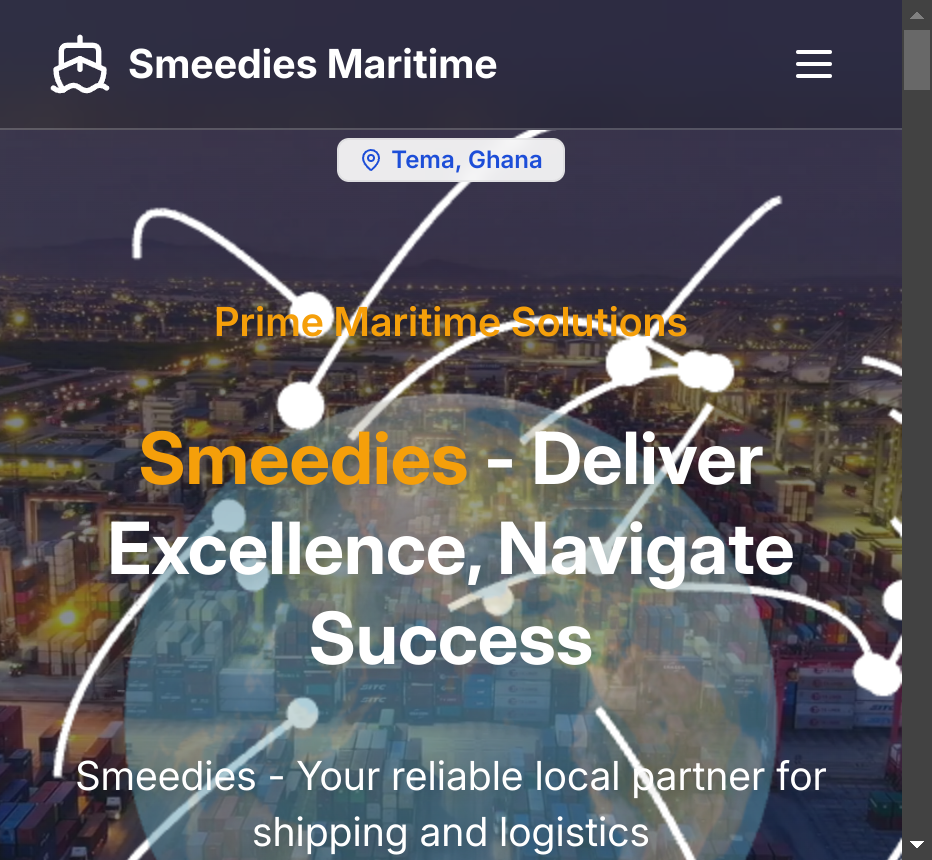 Smeedies Maritime
Tema, Ghana
Prime Maritime Solutions
Smeedies - Deliver
Excellence, Navigate
Success
Smeedies - Your reliable local partner for
shipping and logistics